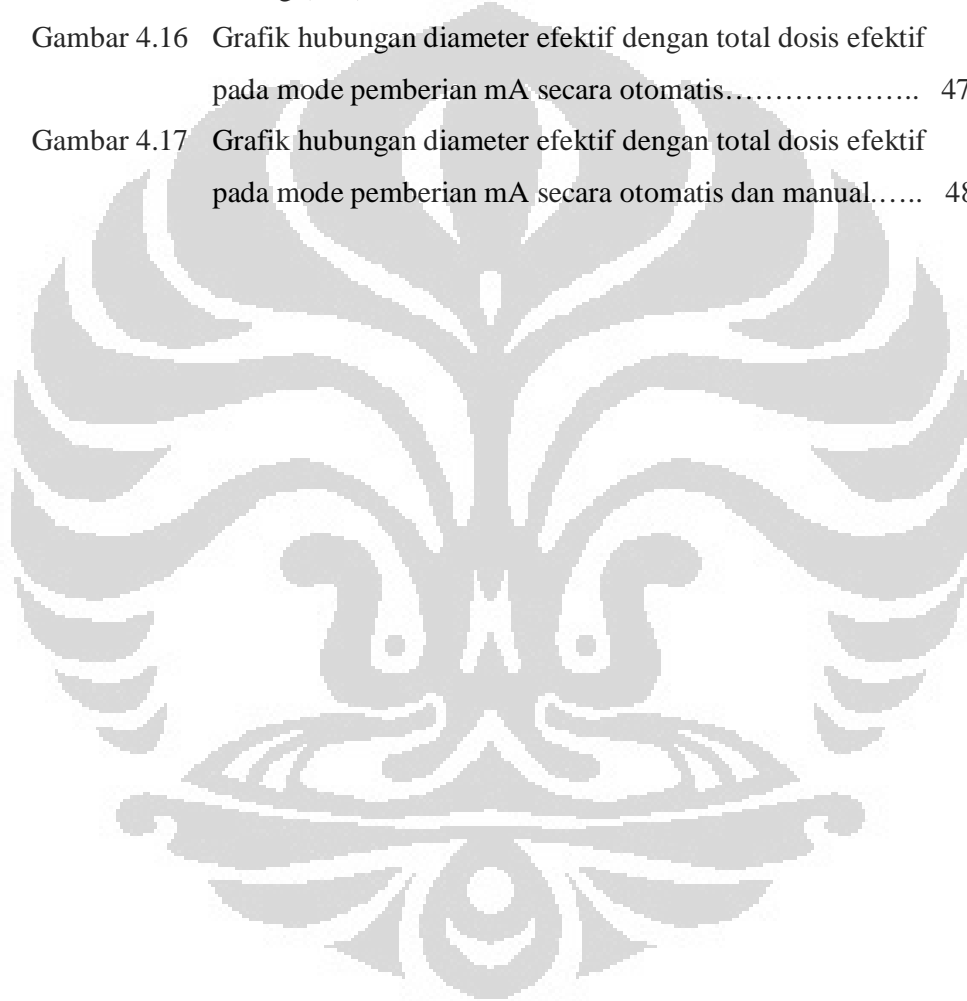 Gambar 4.16 Grafik hubungan diameter efektif dengan total dosis efektif
pada mode pemberian mA secara otomatis……………….. 47
Gambar 4.17 Grafik hubungan diameter efektif dengan total dosis efektif
pada mode pemberian mA secara otomatis dan manual.….. 48